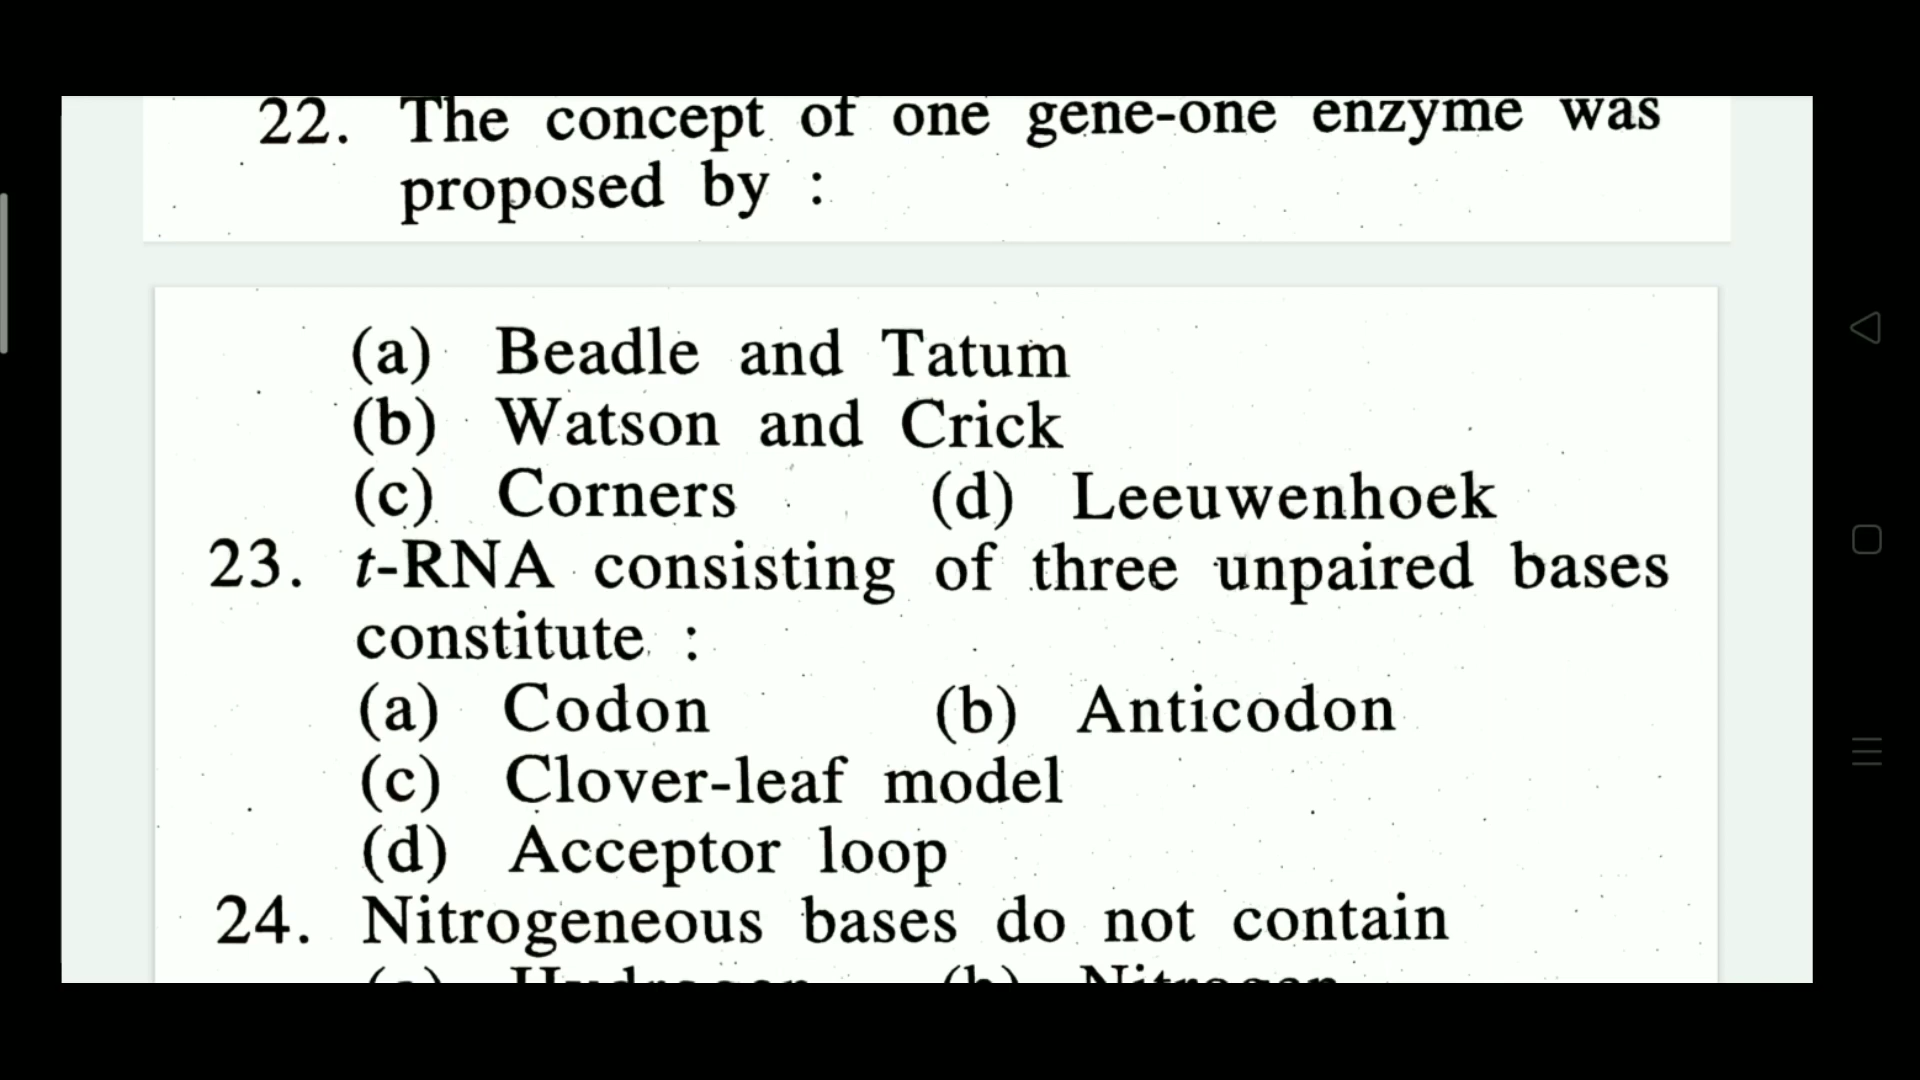 22. The concept of one gene-one enzyme was
proposed by :
(a) Beadle and Tatum
(b) Watson and Crick
(c) Corners (d) Leeuwenhoek
23. t-RNA consisting of three unpaired bases
constitute :
(a) Codon (b) Anticodon
(c) Clover-leaf model
(d) Acceptor loop
24. Nitrogeneous bases do not contain